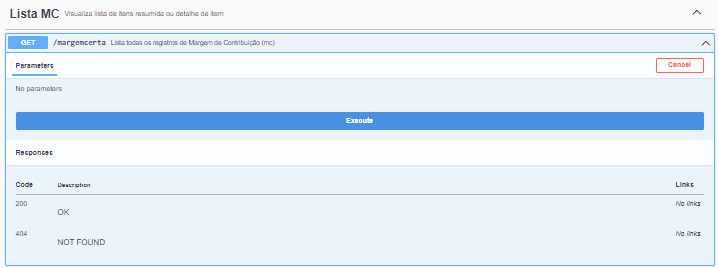 Lista MC Visualiza lista de itens resumida ou detalhe de item
GET /margemcerta Lista todas os registros de Margem de Contribuição (mc)
Parameters Cancel
No parameters
Execute
Responses
Code Description Links
200 No links
OK
404 No links
NOT FOUND